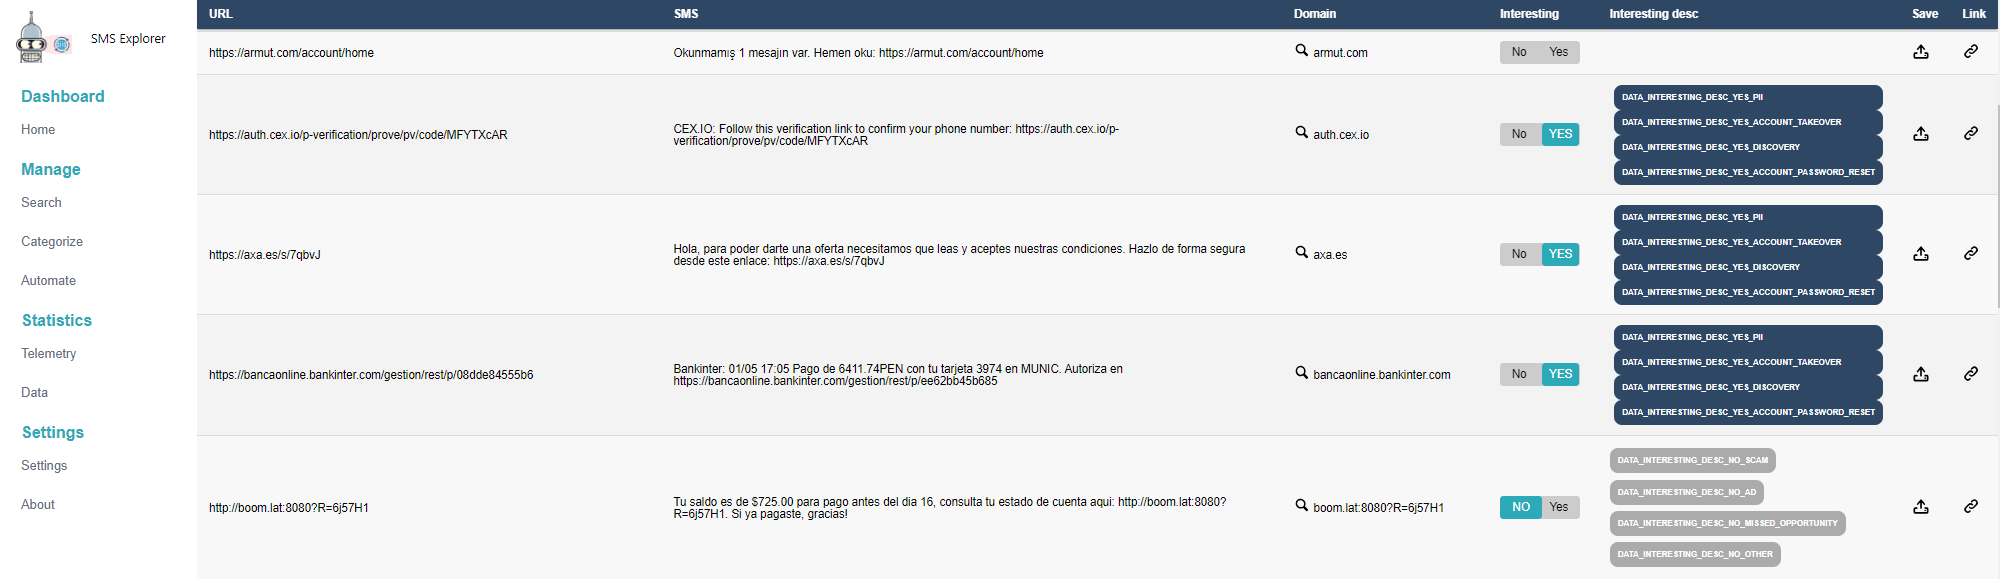 SMS Explorer
Dashboard
Home
Manage
Search
Categorize
Automate
Statistics
Telemetry
Data
Settings
Settings
About
URL SMS Domain Interesting Interesting desc Save Link
https://armut.com/account/home
Okunmamış 1 mesajın var. Hemen oku: https://armut.com/account/home
armut.com
No Yes
https://auth.cex.io/p-verification/prove/pv/code/MFYTXcAR
CEX.IO: Follow this verification link to confirm your phone number: https://auth.cex.io/p-
verification/prove/pv/code/MFYTXcAR
auth.cex.io
No YES
DATA_INTERESTING_DESC_YES_PII
DATA_INTERESTING_DESC_YES_ACCOUNT_TAKEOVER
DATA_INTERESTING_DESC_YES_DISCOVERY
DATA_INTERESTING_DESC_YES_ACCOUNT_PASSWORD_RESET
https://axa.es/s/7qbvJ
Hola, para poder darte una oferta necesitamos que leas y aceptes nuestras condiciones. Hazlo de forma segura
desde este enlace: https://axa.es/s/7qbvJ
axa.es
No YES
DATA_INTERESTING_DESC_YES_PII
DATA_INTERESTING_DESC_YES_ACCOUNT_TAKEOVER
DATA_INTERESTING_DESC_YES_DISCOVERY
DATA_INTERESTING_DESC_YES_ACCOUNT_PASSWORD_RESET
https://bancaonline.bankinter.com/gestion/rest/p/08dde84555b6
Bankinter: 01/05 17:05 Pago de 6411.74PEN con tu tarjeta 3974 en MUNIC. Autoriza en
https://bancaonline.bankinter.com/gestion/rest/p/ee62bb45b685
bancaonline.bankinter.com
No YES
DATA_INTERESTING_DESC_YES_PII
DATA_INTERESTING_DESC_YES_ACCOUNT_TAKEOVER
DATA_INTERESTING_DESC_YES_DISCOVERY
DATA_INTERESTING_DESC_YES_ACCOUNT_PASSWORD_RESET
http://boom.lat:8080?R=6j57H1
Tu saldo es de $725.00 para pago antes del dia 16, consulta tu estado de cuenta aqui: http://boom.lat:8080?
R=6j57H1. Si ya pagaste, gracias!
boom.lat:8080?R=6j57H1
NO Yes
DATA_INTERESTING_DESC_NO_SCAM
DATA_INTERESTING_DESC_NO_AD
DATA_INTERESTING_DESC_NO_MISSED_OPPORTUNITY
DATA_INTERESTING_DESC_NO_OTHER